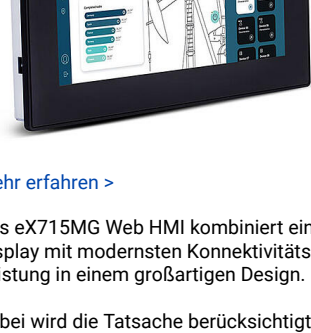 ehr erfahren >
s eX715MG Web HMI kombiniert ein
splay mit modernsten Konnektivitäts
istung in einem großartigen Design.
bei wird die Tatsache berücksichtigt